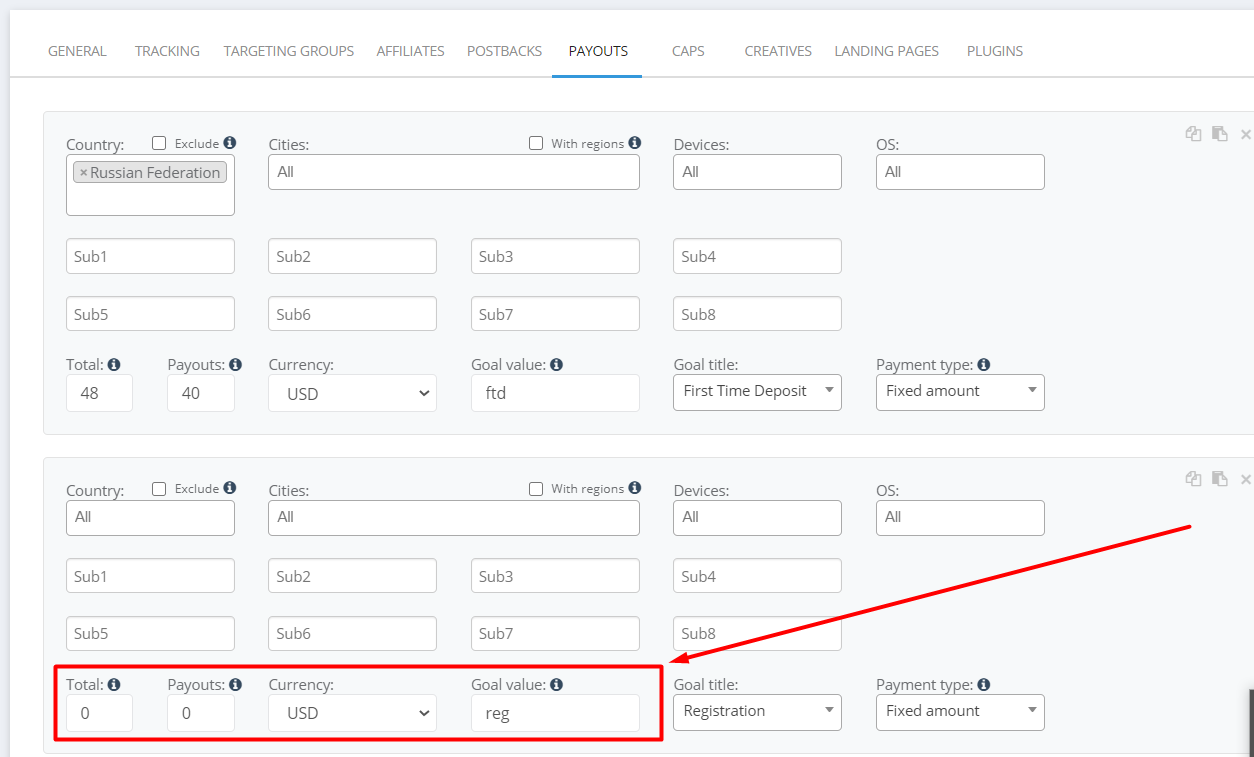 GENERAL TRACKING TARGETING GROUPS AFFILIATES POSTBACKS PAYOUTS CAPS CREATIVES LANDING PAGES PLUGINS
Country: Exclude Cities: With regions Devices: OS:
×Russian Federation All All All
Sub1 Sub2 Sub3 Sub4
Sub5 Sub6 Sub7 Sub8
Total: Payouts: Currency: Goal value: Goal title: Payment type:
48 40 USD ftd First Time Deposit Fixed amount
Country: Exclude Cities: With regions Devices: OS:
All All All All
Sub1 Sub2 Sub3 Sub4
Sub5 Sub6 Sub7 Sub8
Total: Payouts: Currency: Goal value: Goal title: Payment type:
0 0 USD reg Registration Fixed amount